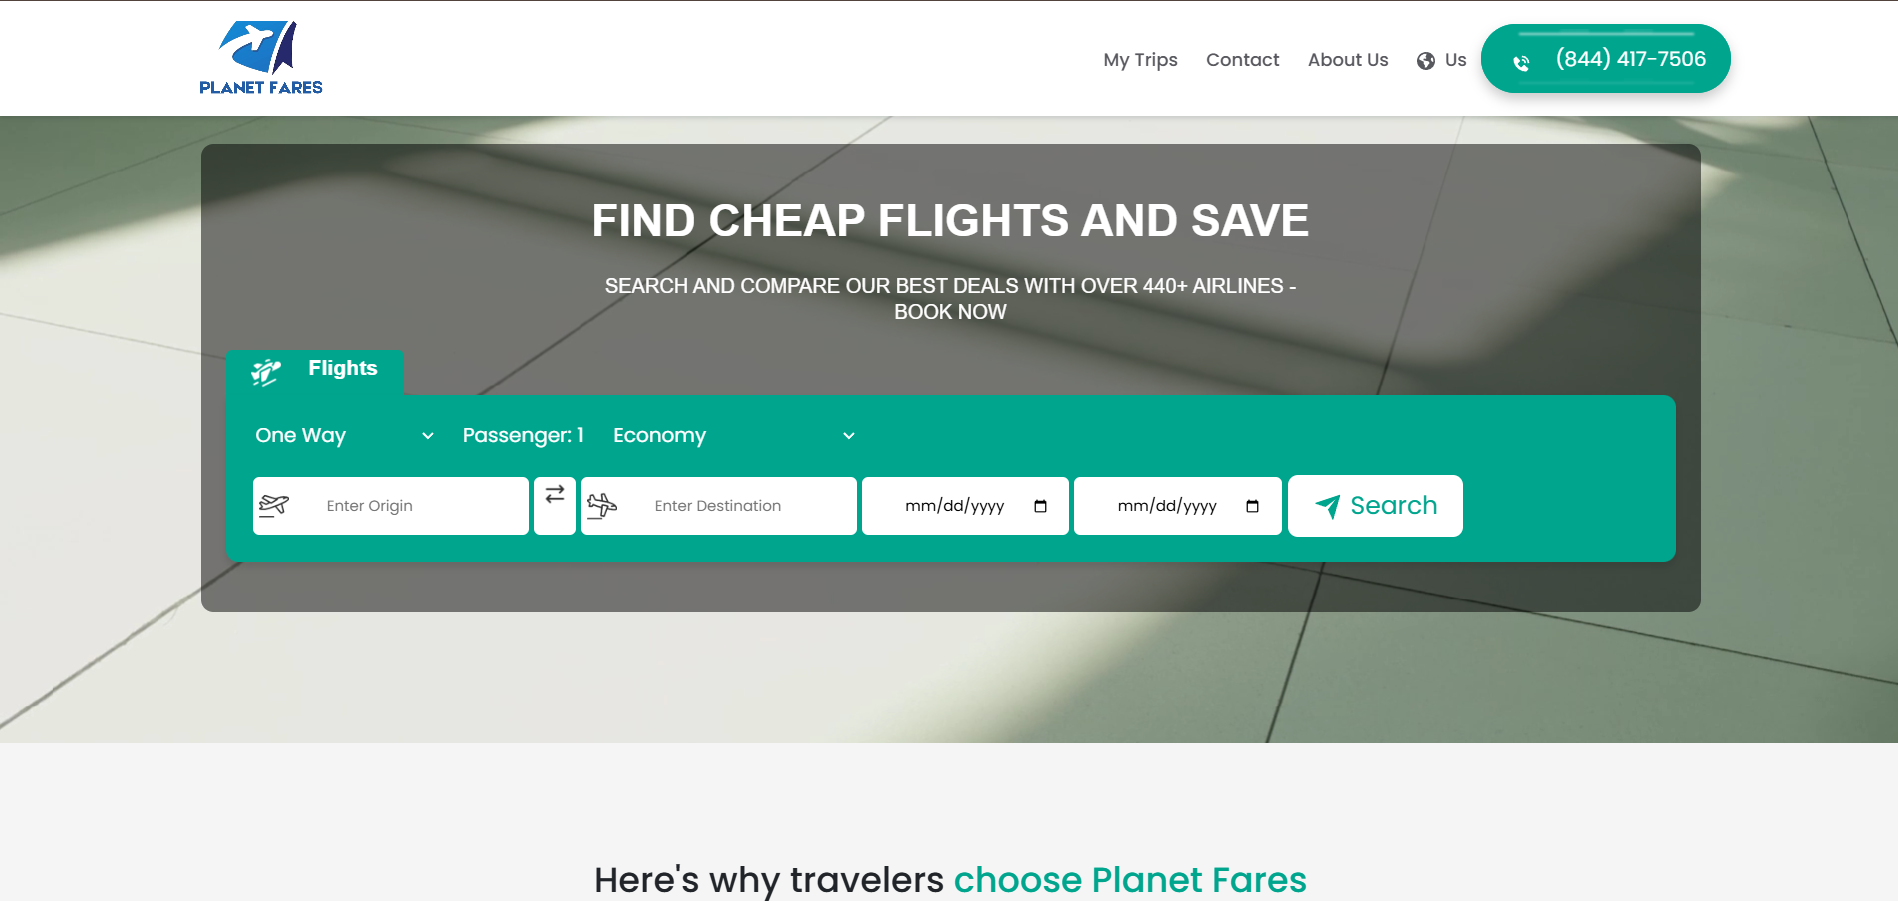 PLANET FARES
My Trips
Contact
About Us
Us
(844) 417-7506
FIND CHEAP FLIGHTS AND SAVE
SEARCH AND COMPARE OUR BEST DEALS WITH OVER 440+ AIRLINES -
BOOK NOW
Flights
One Way
Passenger: 1
Economy
Enter Origin
Enter Destination
mm/dd/yyyy
mm/dd/yyyy
Search
Here's why travelers choose Planet Fares